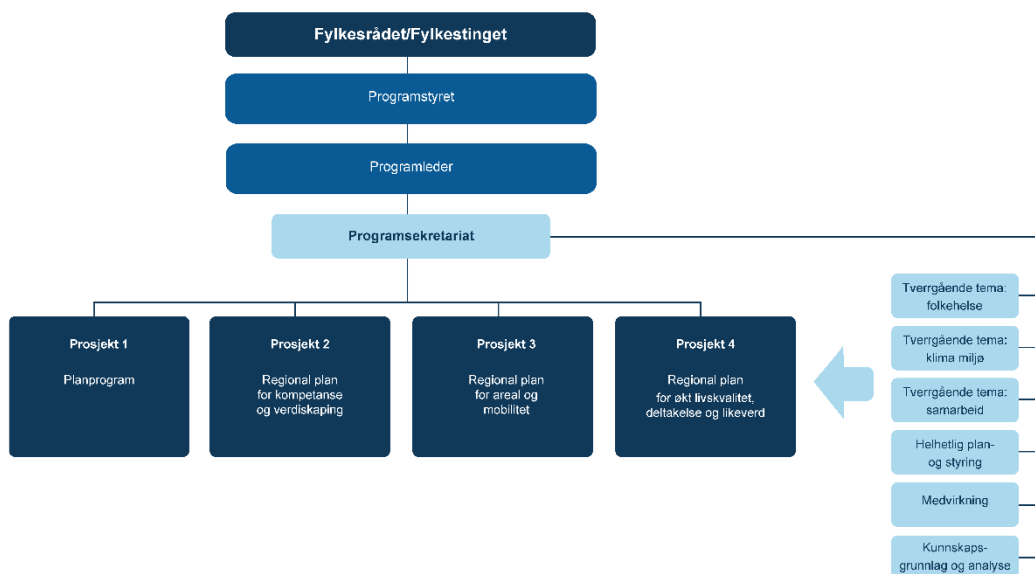 Fylkesrådet/Fylkestinget
Programstyret
Programleder
Programsekretariat
Prosjekt 1
Planprogram
Prosjekt 2
Regional plan
for kompetanse
og verdiskaping
Prosjekt 3
Regional plan
for areal og
mobilitet
Prosjekt 4
Regional plan
for økt livskvalitet,
deltakelse og likeverd
Tverrgående tema:
folkehelse
Tverrgående tema:
klima miljø
Tverrgående tema:
samarbeid
Helhetlig plan-
og styring
Medvirkning
Kunnskaps-
grunnlag og analyse